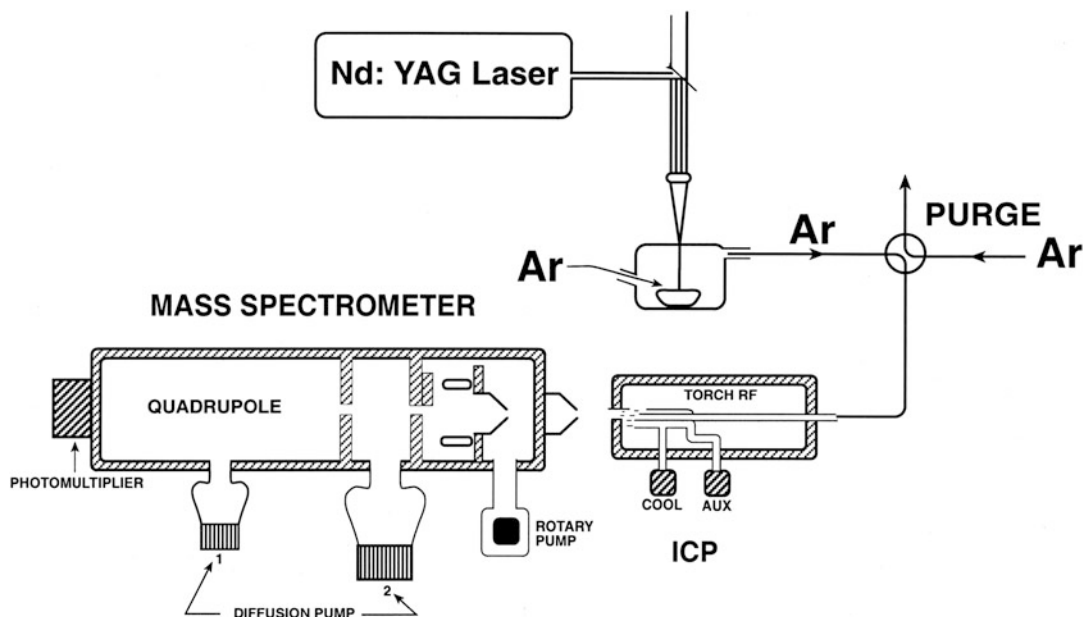 Nd: YAG Laser
PURGE
Ar
Ar
Ar
MASS SPECTROMETER
TORCH RF
QUADRUPOLE
PHOTOMULTIPLIER
COOL
AUX
ROTARY
PUMP
ICP
1
2
DIFFUSION PUMP